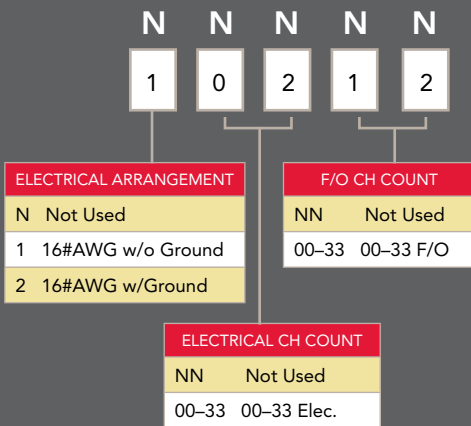 N N N N N
1 0 2 1 2
ELECTRICAL ARRANGEMENT
N Not Used
1 16#AWG w/o Ground
2 16#AWG w/Ground
F/O CH COUNT
NN Not Used
00–33 00–33 F/O
ELECTRICAL CH COUNT
NN Not Used
00–33 00–33 Elec.